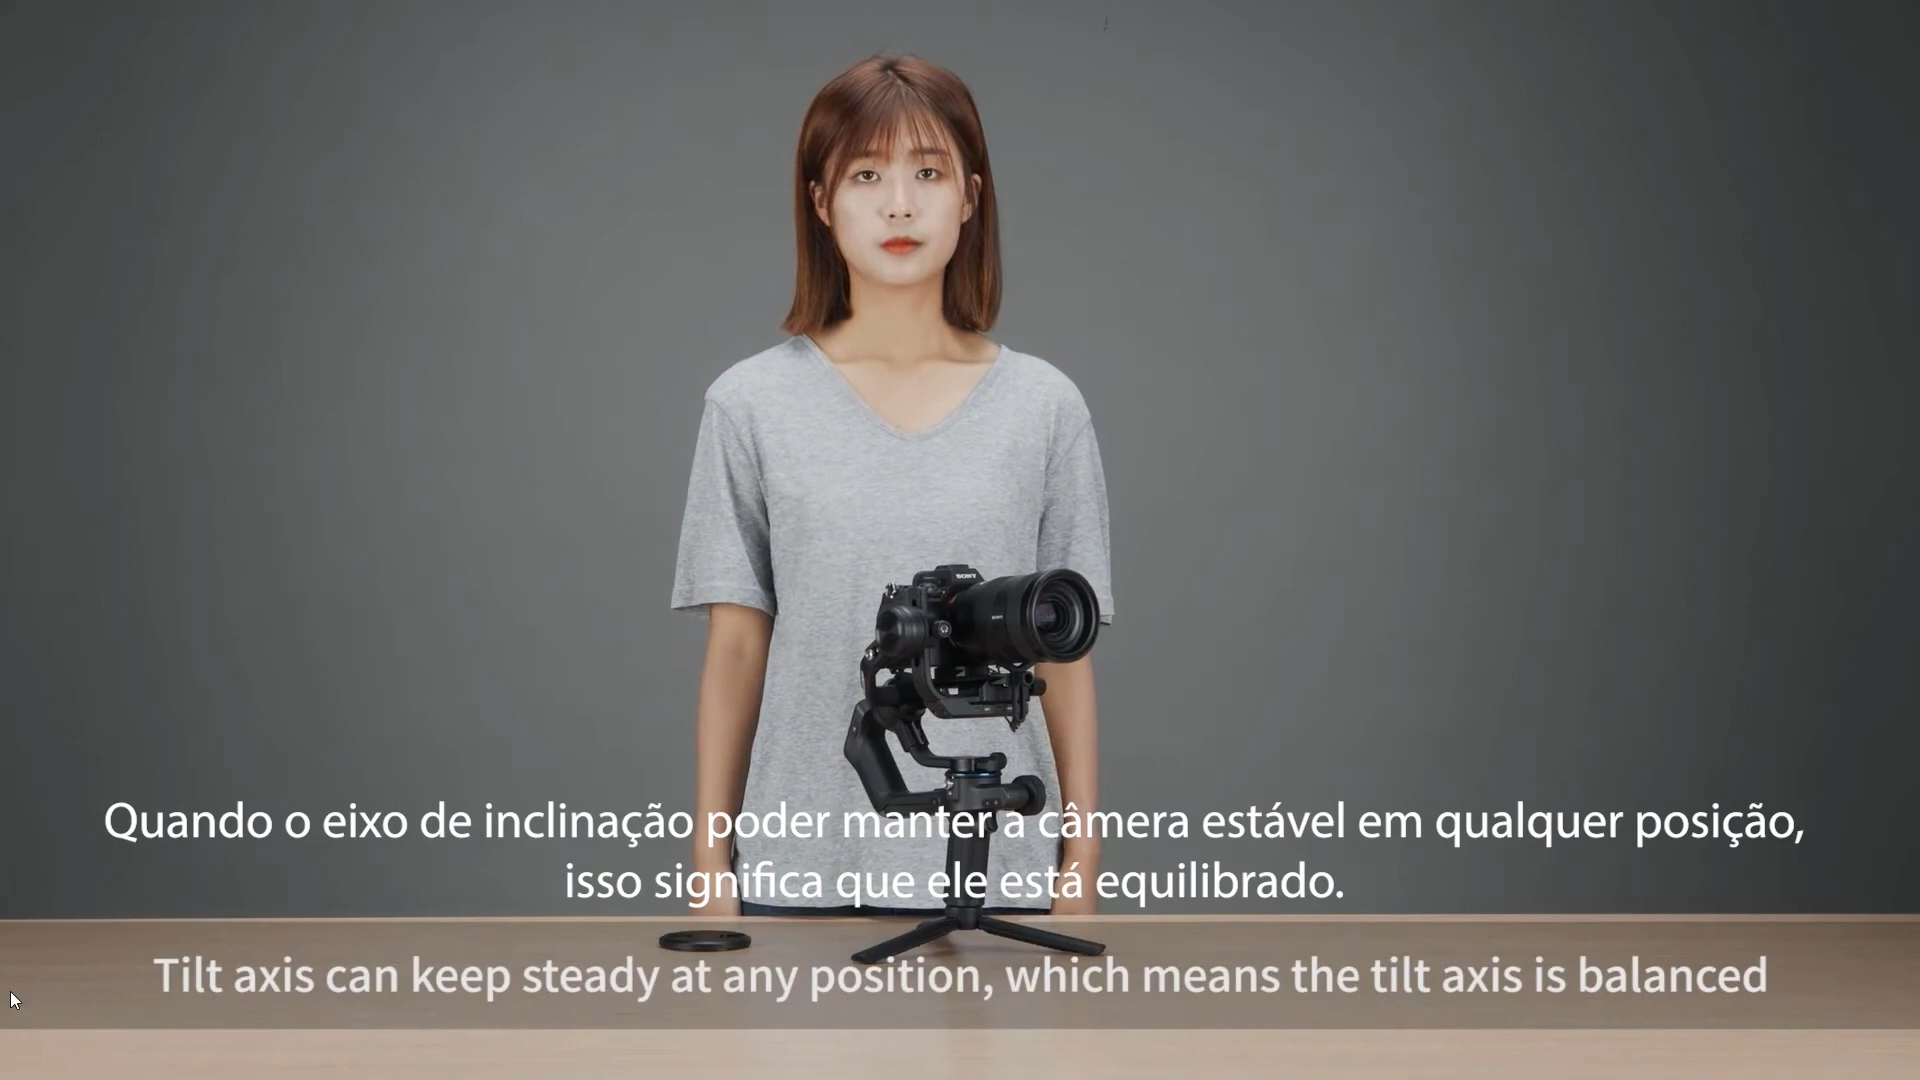 SONY
Quando o eixo de inclinação poder manter a câmera estável em qualquer posição,
isso significa que ele está equilibrado.
Tilt axis can keep steady at any position, which means the tilt axis is balanced